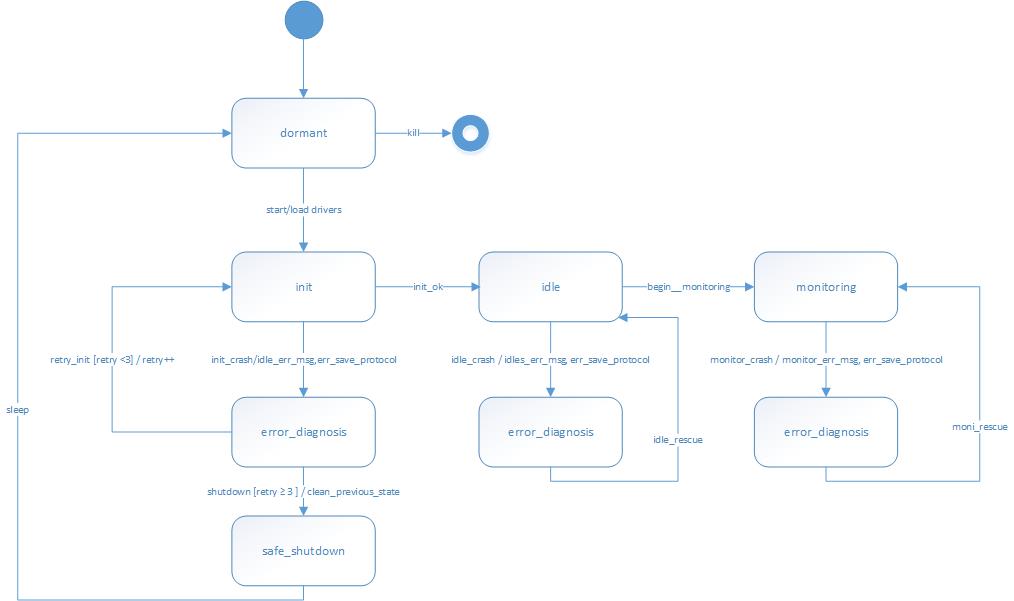 dormant
kill
start/load drivers
init
init_ok
idle
begin__monitoring
monitoring
retry_init [retry <3] / retry++
init_crash/idle_err_msg,err_save_protocol
idle_crash / idles_err_msg, err_save_protocol
monitor_crash / monitor_err_msg, err_save_protocol
sleep
error_diagnosis
error_diagnosis
idle_rescue
error_diagnosis
moni_rescue
shutdown [retry ≥ 3 ] / clean_previous_state
safe_shutdown